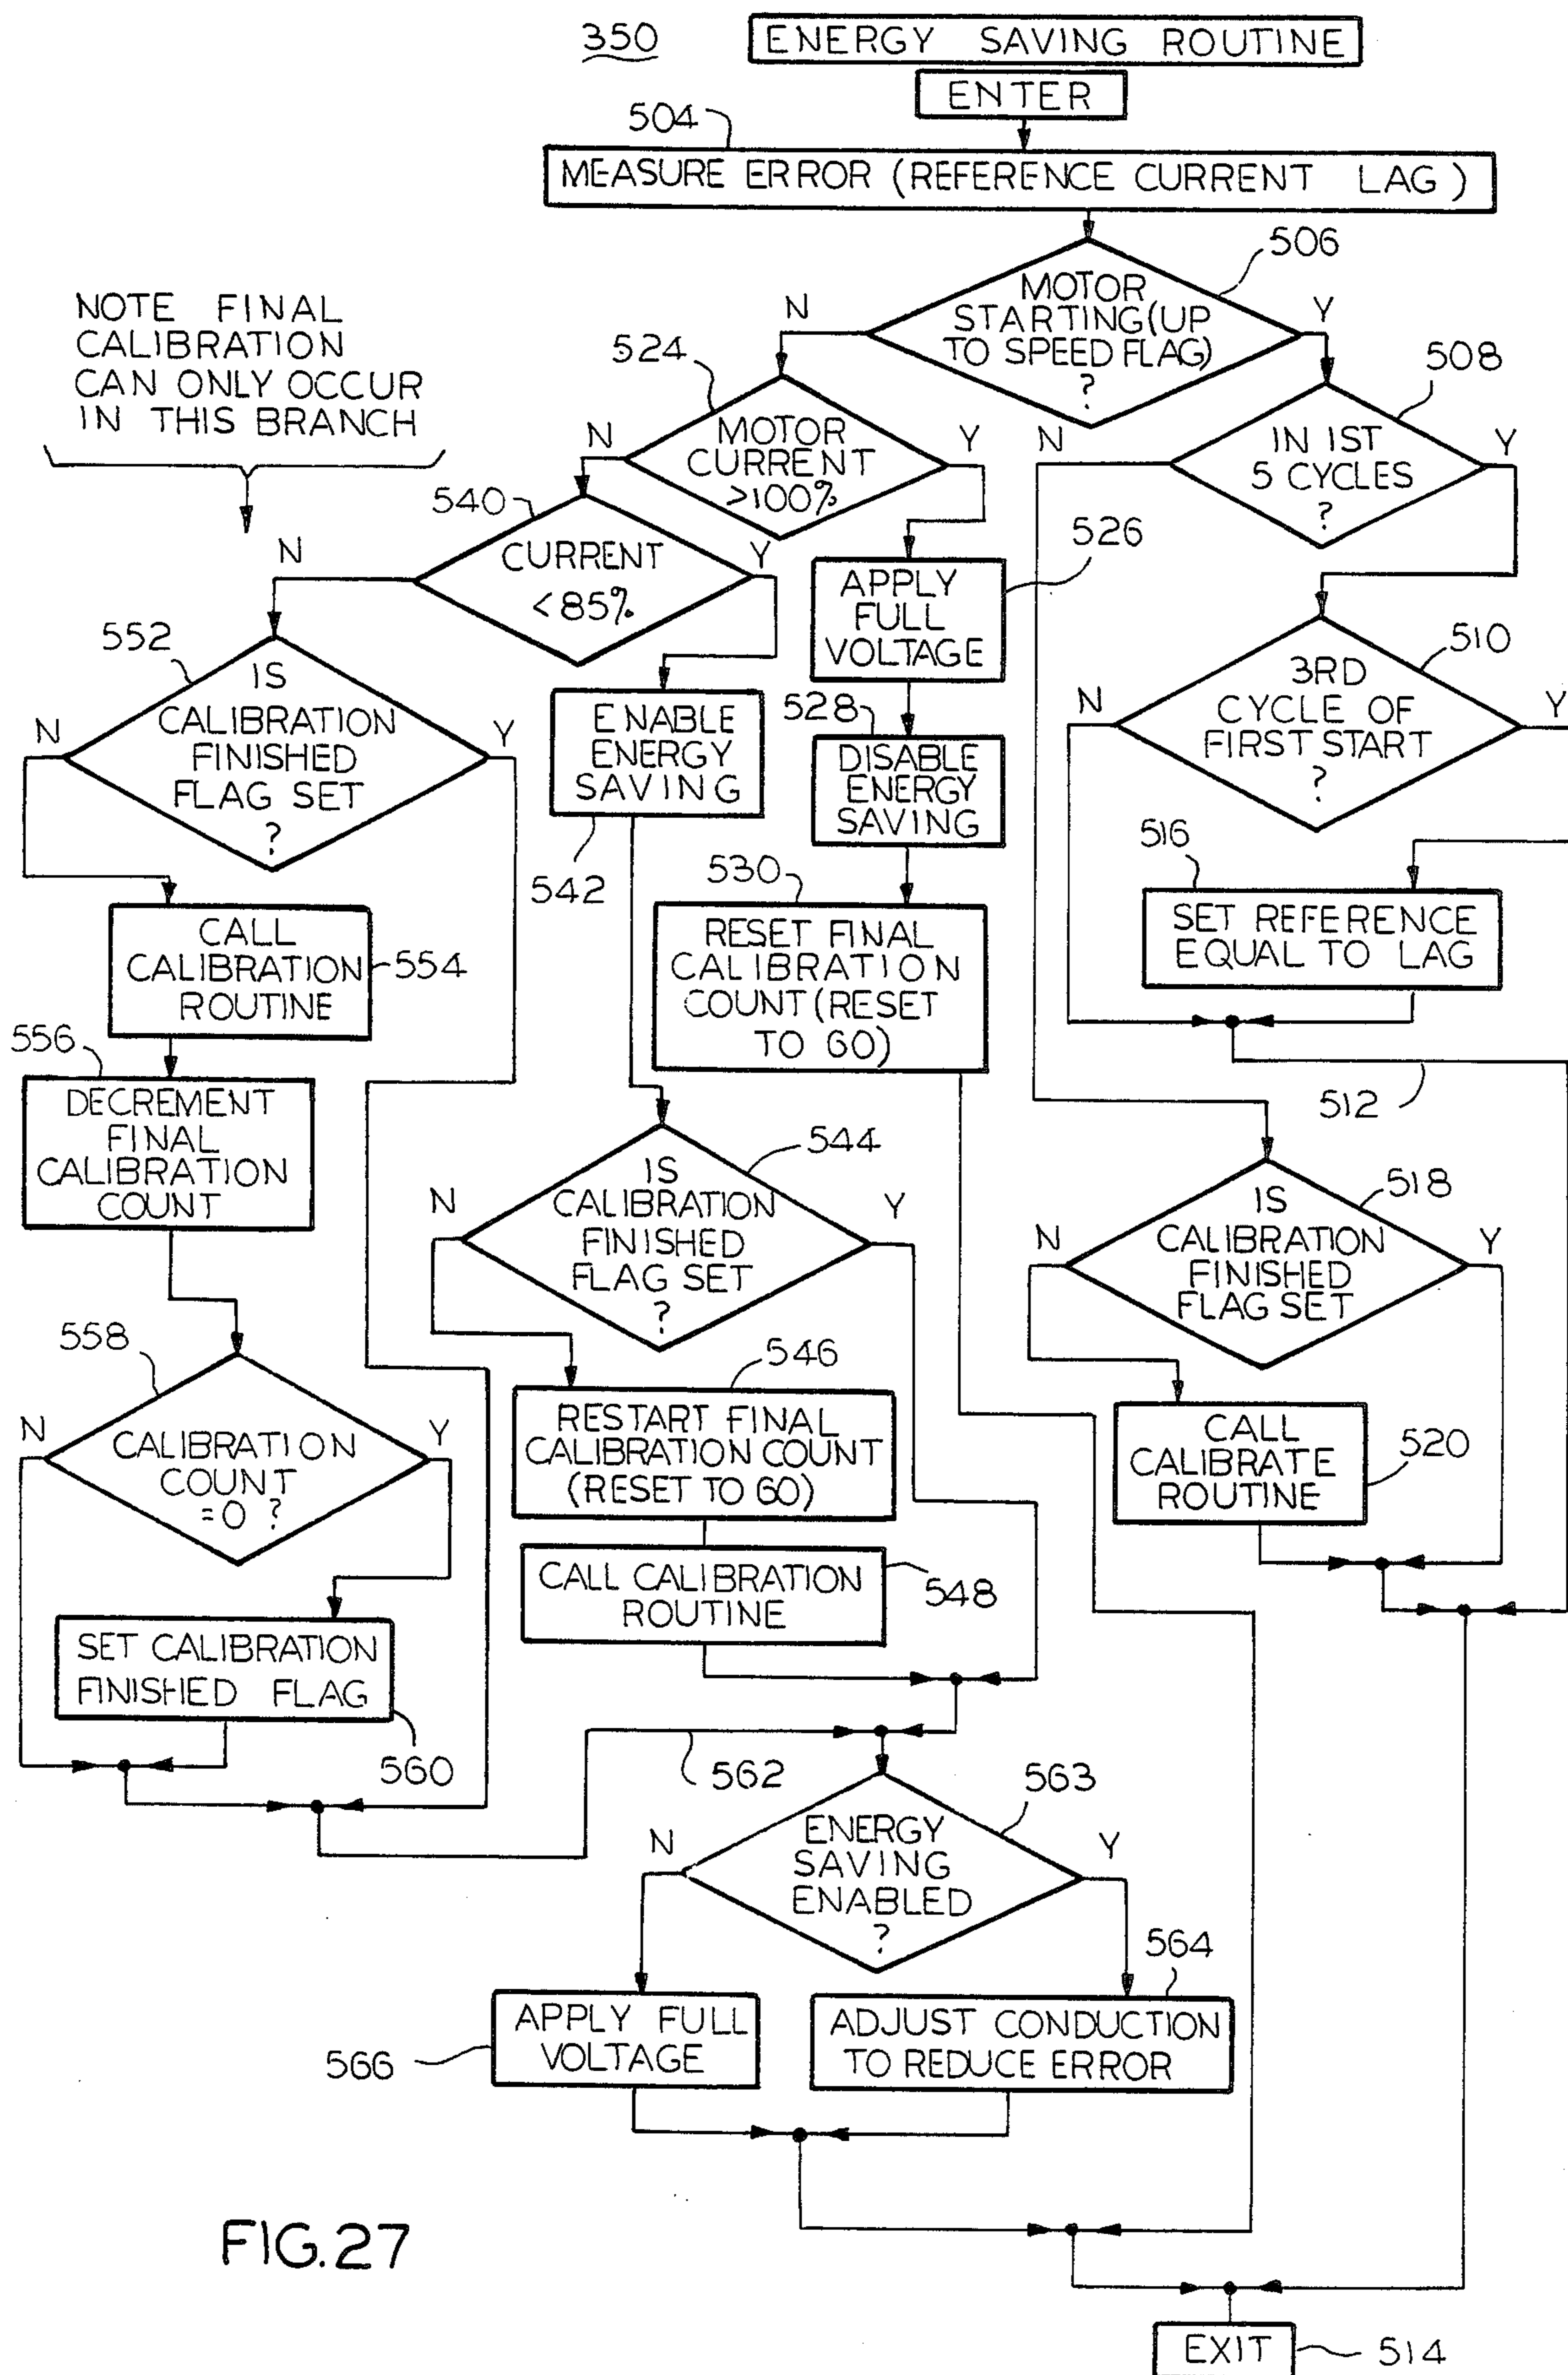 350
ENERGY SAVING ROUTINE
ENTER
504
MEASURE ERROR (REFERENCE CURRENT LAG)
506
MOTOR
STARTING (UP
TO SPEED FLAG)
?
N
Y
NOTE FINAL
CALIBRATION
CAN ONLY OCCUR
IN THIS BRANCH
524
MOTOR
CURRENT
>100%
N
Y
508
IN 1ST
5 CYCLES
?
N
Y
540
CURRENT
<85%
N
Y
526
APPLY
FULL
VOLTAGE
510
3RD
CYCLE OF
FIRST START
?
N
Y
552
IS
CALIBRATION
FINISHED
FLAG SET
?
N
Y
ENABLE
ENERGY
SAVING
542
528
DISABLE
ENERGY
SAVING
516
SET REFERENCE
EQUAL TO LAG
512
CALL
CALIBRATION
ROUTINE
554
530
RESET FINAL
CALIBRATION
COUNT (RESET
TO 60)
556
DECREMENT
FINAL
CALIBRATION
COUNT
544
IS
CALIBRATION
FINISHED
FLAG SET
?
N
Y
518
IS
CALIBRATION
FINISHED
FLAG SET
N
Y
558
CALIBRATION
COUNT
=0 ?
N
Y
546
RESTART FINAL
CALIBRATION COUNT
(RESET TO 60)
CALL
CALIBRATE
ROUTINE
520
CALL CALIBRATION
ROUTINE
548
SET CALIBRATION
FINISHED FLAG
560
562
563
ENERGY
SAVING
ENABLED
?
N
Y
564
APPLY FULL
VOLTAGE
566
ADJUST CONDUCTION
TO REDUCE ERROR
FIG.27
EXIT
514